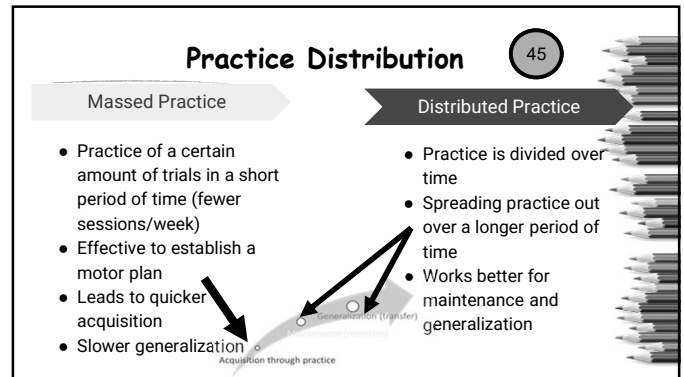 Practice Distribution
45
Massed Practice
● Practice of a certain
amount of trials in a short
period of time (fewer
sessions/week)
● Effective to establish a
motor plan
● Leads to quicker
acquisition
● Slower generalization
Distributed Practice
● Practice is divided over
time
● Spreading practice out
over a longer period of
time
● Works better for
maintenance and
generalization
Generalization (transfer)
Maintenance (retention)
Acquisition through practice